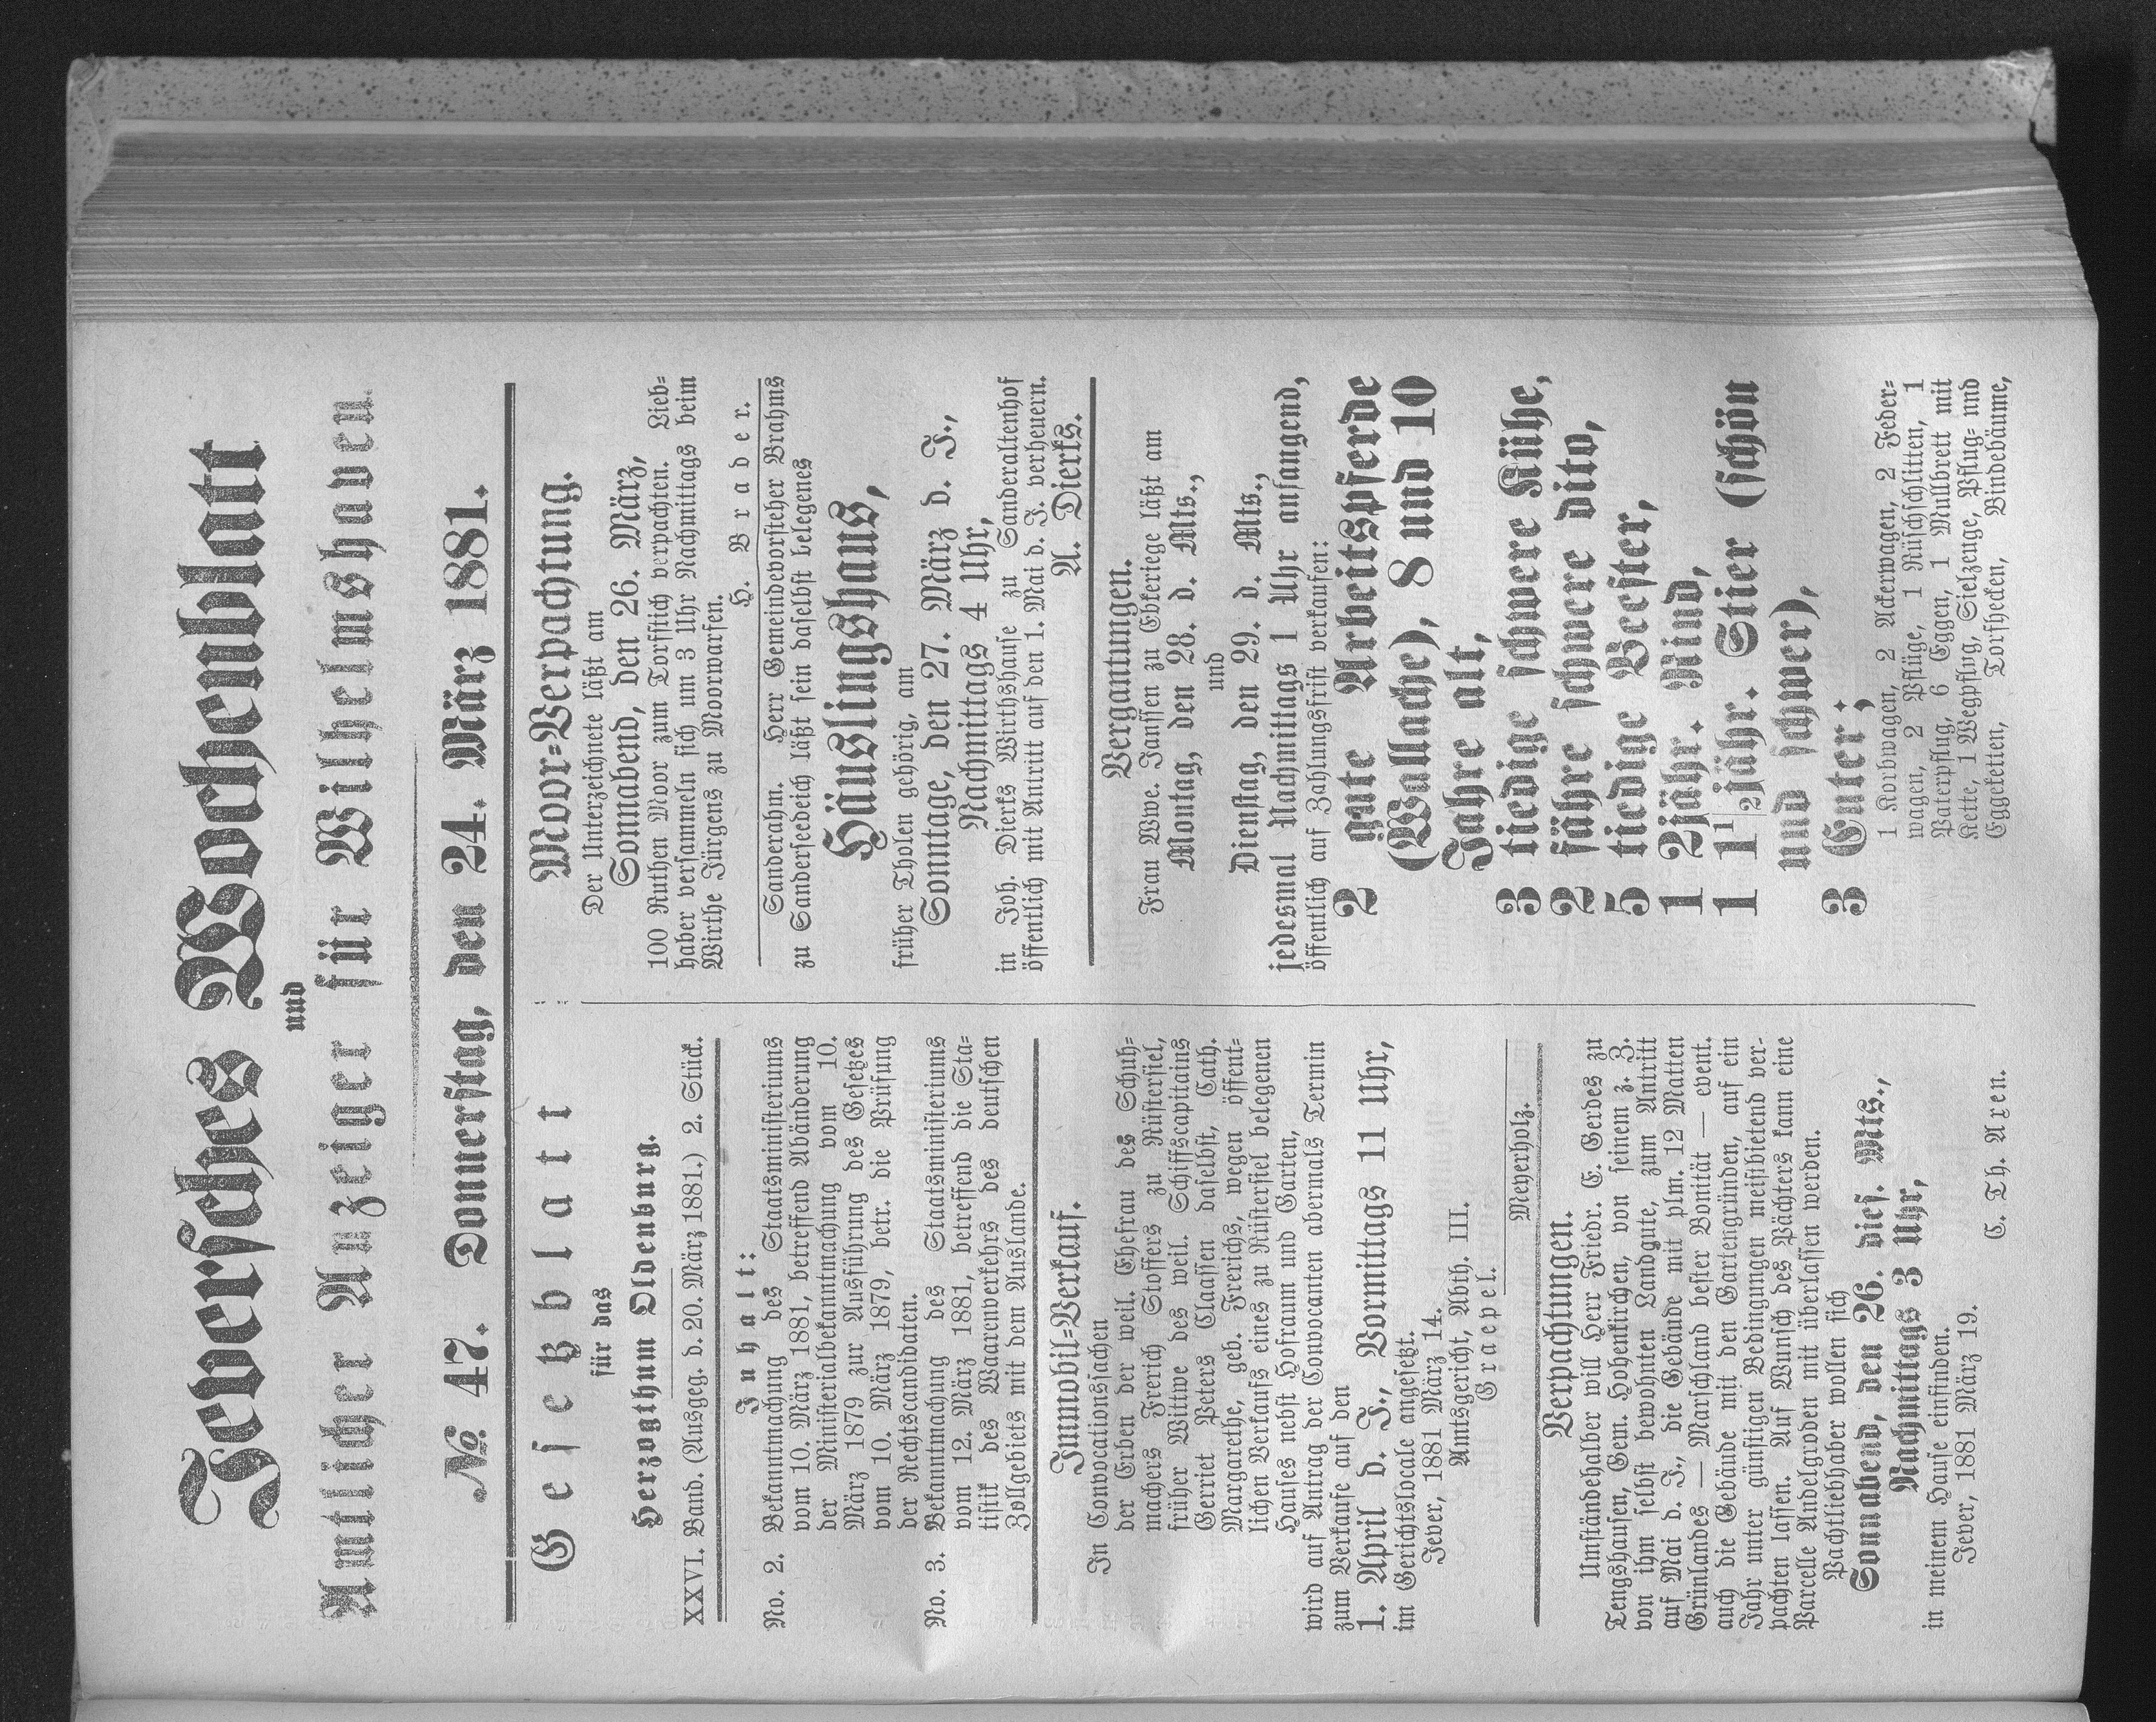 Jeversches Wochenblatt
und
Amtlicher Anzeiger für Wilhelmshaven.
No. 47. Donnerstag, den 24. März 1881.
Gesetzblatt
für das
Herzogthum Oldenburg.
XXVI. Band. (Ausgeg. d. 20. März 1881.) 2. Stück.
Inhalt:
No. 2. Bekanntmachung des Staatsministeriums
vom 10. März 1881, betreffend Abänderung
der Ministerialbekanntmachung vom 10.
März 1879 zur Ausführung des Gesetzes
vom 10. März 1879, betr. die Prüfung
der Rechtscandidaten.
No. 3. Bekanntmachung des Staatsministeriums
vom 12. März 1881, betreffend die Sta-
tistik des Waarenverkehrs des deutschen
Zollgebiets mit dem Auslande.
Immobil-Verkauf.
In Convocationssachen
der Erben der weil. Ehefrau des Schuh-
machers Frerich Stoffers zu Rüstersiel,
früher Wittwe des weil. Schiffscapitains
Gerriet Peters Claassen daselbst, Cath.
Margarethe, geb. Frerichs, wegen öffent-
lichen Verkaufs eines zu Rüstersiel belegenen
Hauses nebst Hofraum und Garten,
wird auf Antrag der Convocanten abermals Termin
zum Verkaufe auf den
1. April d. J., Vormittags 11 Uhr,
im Gerichtslocale angesetzt.
Jever, 1881 März 14.
Amtsgericht, Abth. III.
Graepel.
Meyerholz.
Verpachtungen.
Umständehalber will Herr Friedr. E. Gerdes zu
Tengshausen, Gem. Hohenkirchen, von seinem z. Z.
von ihm selbst bewohnten Landgute, zum Antritt
auf Mai d. J., die Gebäude mit plm. 12 Matten
Grünlandes — Marschland bester Bonität — event.
auch die Gebäude mit den Gartengründen, auf ein
Jahr unter günstigen Bedingungen meistbietend ver-
pachten lassen. Auf Wunsch des Pächters kann eine
Parcelle Andelgroden mit überlassen werden.
Pachtliebhaber wollen sich
Sonnabend, den 26. dies. Mts.,
Nachmittags 3 Uhr,
in meinem Hause einfinden.
Jever, 1881 März 19.
C. Th. Axen.
Moor-Verpachtung.
Der Unterzeichnete läßt am
Sonnabend, den 26. März,
100 Ruthen Moor zum Torfstich verpachten. Lieb-
haber versammeln sich um 3 Uhr Nachmittags beim
Wirthe Jürgens zu Moorwarfen.
H. Brader.
Sanderahm. Herr Gemeindevorsteher Brahms
zu Sanderseedeich läßt sein daselbst belegenes
Häuslingshaus,
früher Tholen gehörig, am
Sonntage, den 27. März d. J.,
Nachmittags 4 Uhr,
in Joh. Dierks Wirthshause zu Sanderaltenhof
öffentlich mit Antritt auf den 1. Mai d. J. verheuern.
A. Dierks.
Vergantungen.
Frau Wwe. Janssen zu Ebkeriege läßt am
Montag, den 28. d. Mts.,
und
Dienstag, den 29. d. Mts.,
jedesmal Nachmittags 1 Uhr anfangend,
öffentlich auf Zahlungsfrist verkaufen:
2 gute Arbeitspferde
(Wallache), 8 und 10
Jahre alt,
3 tiedige schwere Kühe,
2 fähre schwere dito,
5 tiedige Beester,
1 2jähr. Rind,
1 1½jähr. Stier (schön
und schwer),
3 Enter;
1 Korbwagen, 2 Ackerwagen, 2 Feder-
wagen, 2 Pflüge, 1 Rüschschlitten, 1
Paterpflug, 6 Eggen, 1 Mullbrett mit
Kette, 1 Wegpflug, Sielzeuge, Pflug- und
Eggeketten, Torfhecken, Bindebäume,